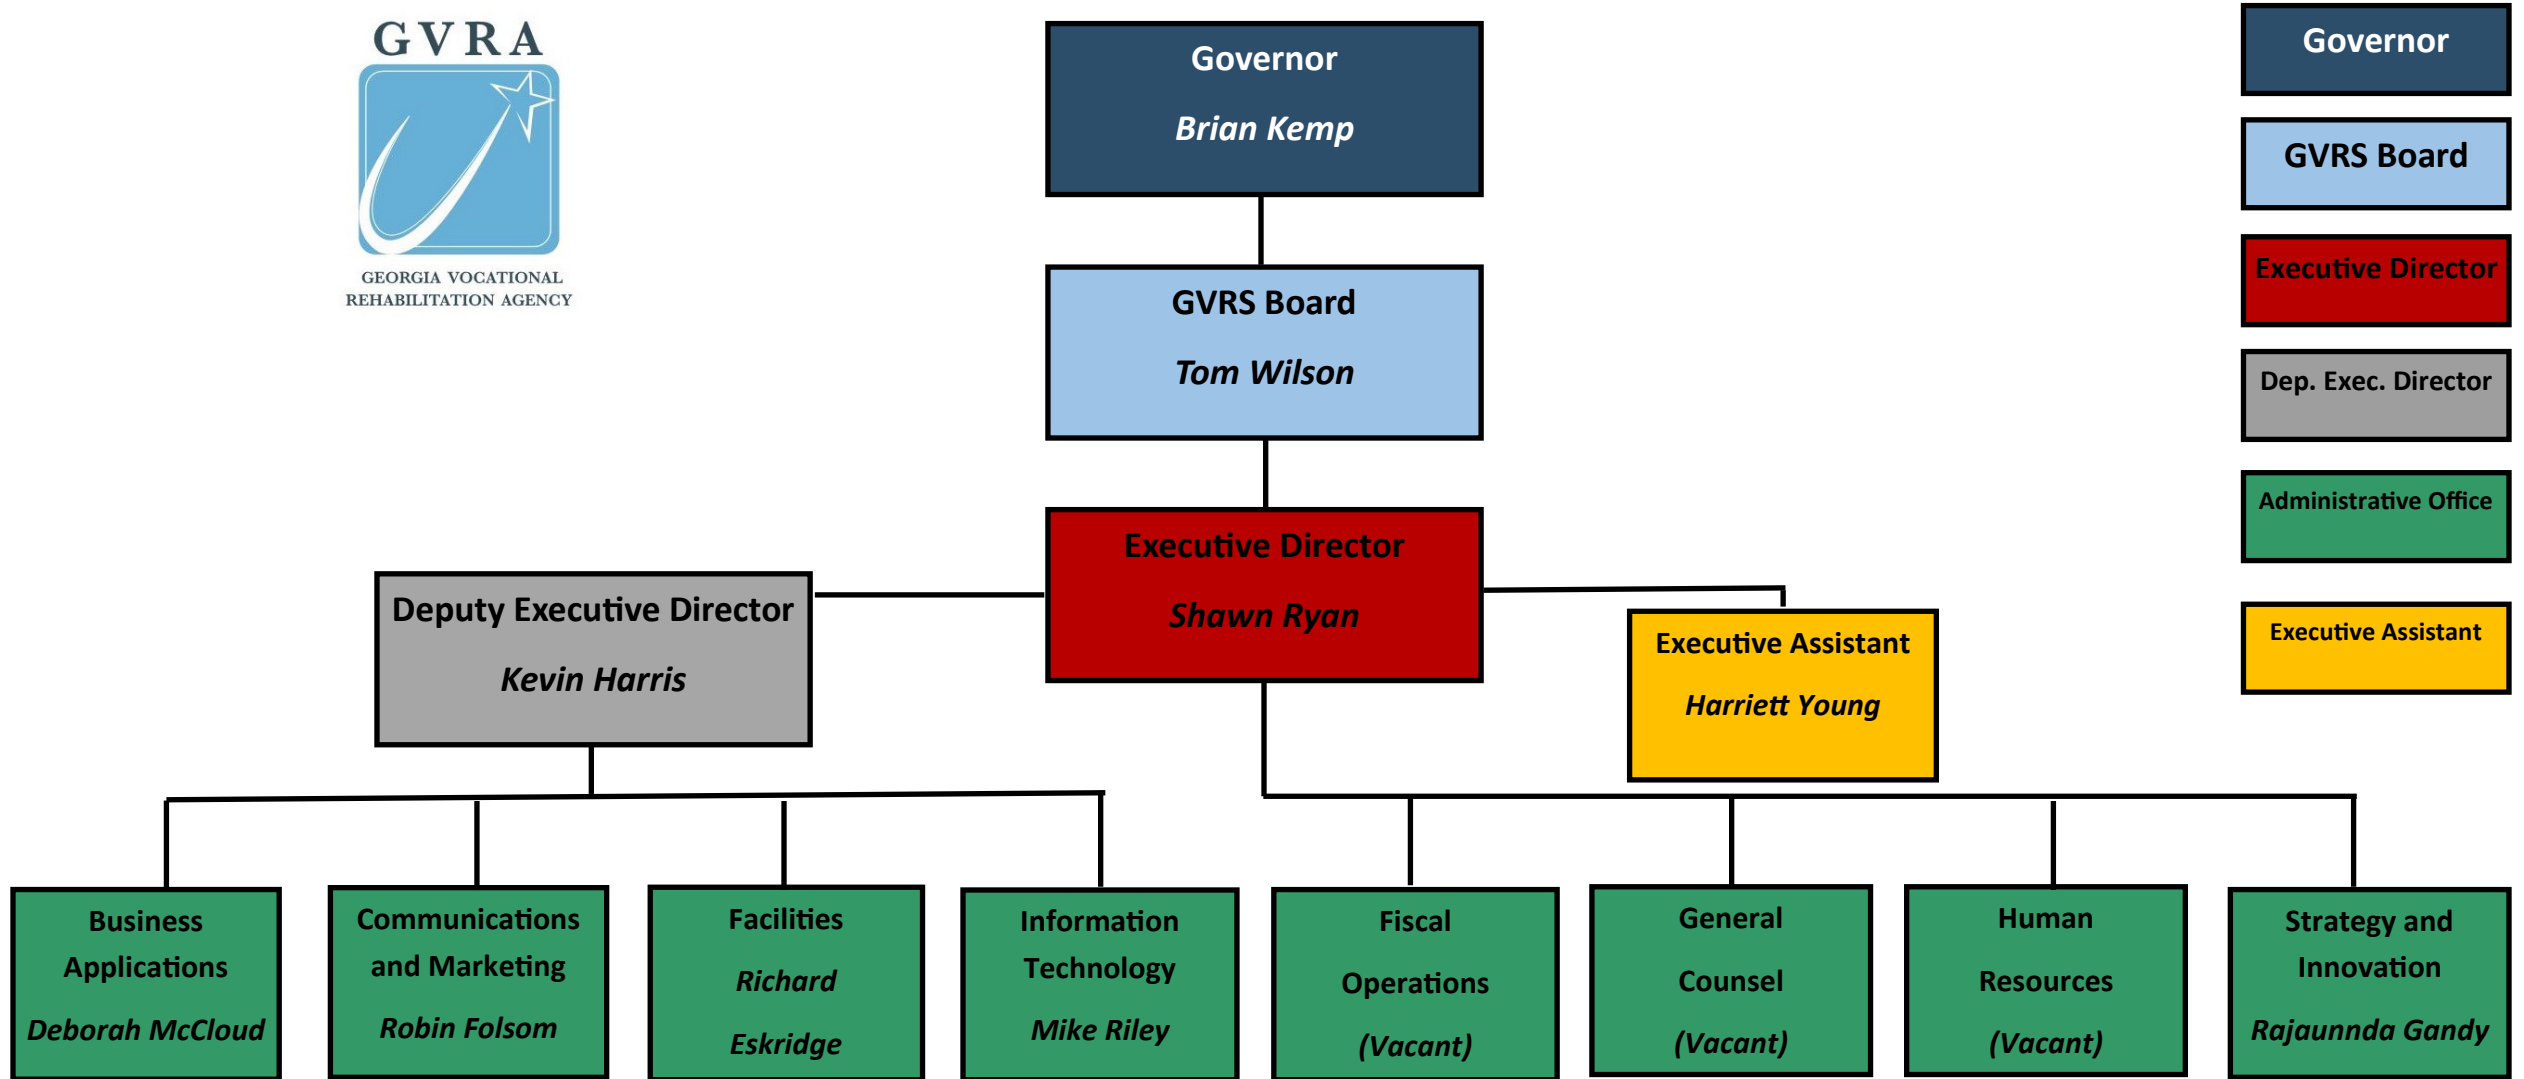 GVRA
GEORGIA VOCATIONAL
REHABILITATION AGENCY
Governor
Brian Kemp
GVRS Board
Tom Wilson
Executive Director
Shawn Ryan
Deputy Executive Director
Kevin Harris
Executive Assistant
Harriett Young
Business
Applications
Deborah McCloud
Communications
and Marketing
Robin Folsom
Facilities
Richard
Eskridge
Information
Technology
Mike Riley
Fiscal
Operations
(Vacant)
General
Counsel
(Vacant)
Human
Resources
(Vacant)
Strategy and
Innovation
Rajaunnda Gandy
Governor
GVRS Board
Executive Director
Dep. Exec. Director
Administrative Office
Executive Assistant